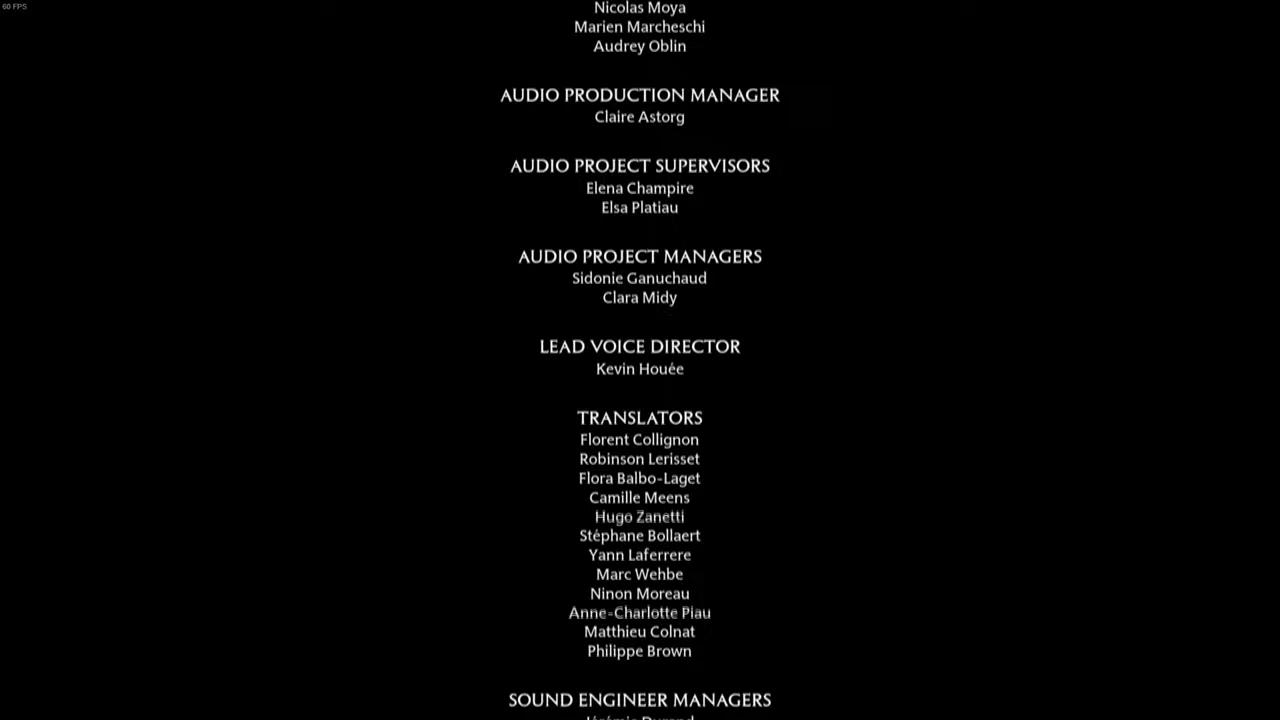 60 FPS
Nicolas Moya
Marien Marcheschi
Audrey Oblin
AUDIO PRODUCTION MANAGER
Claire Astorg
AUDIO PROJECT SUPERVISORS
Elena Champire
Elsa Platiau
AUDIO PROJECT MANAGERS
Sidonie Ganuchaud
Clara Midy
LEAD VOICE DIRECTOR
Kevin Houée
TRANSLATORS
Florent Collignon
Robinson Lerisset
Flora Balbo-Laget
Camille Meens
Hugo Zanetti
Stéphane Bollaert
Yann Laferrere
Marc Wehbe
Ninon Moreau
Anne-Charlotte Piau
Matthieu Colnat
Philippe Brown
SOUND ENGINEER MANAGERS